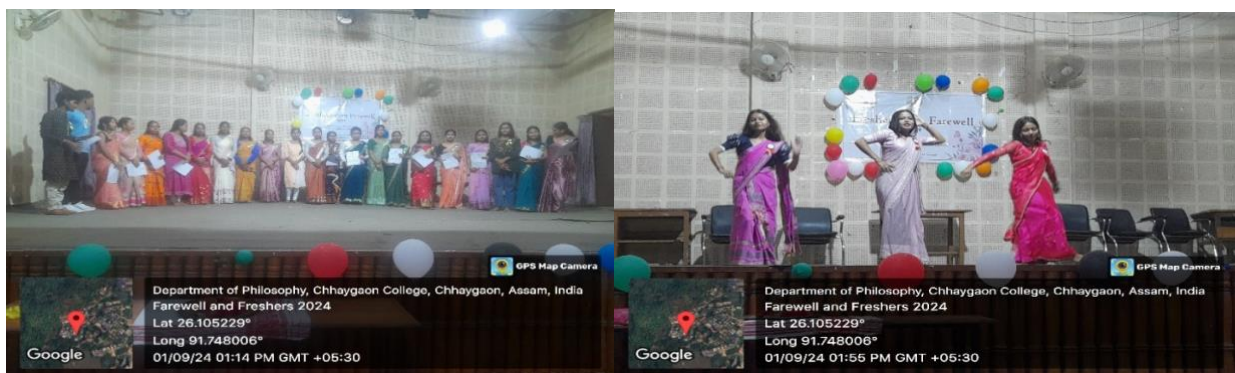 Farewell
GPS Map Camera
Department of Philosophy, Chhaygaon College, Chhaygaon, Assam, India
Farewell and Freshers 2024
Lat 26.105229°
Long 91.748006°
01/09/24 01:14 PM GMT +05:30
Google
Farewell
GPS Map Camera
Department of Philosophy, Chhaygaon College, Chhaygaon, Assam, India
Farewell and Freshers 2024
Lat 26.105229°
Long 91.748006°
01/09/24 01:55 PM GMT +05:30
Google